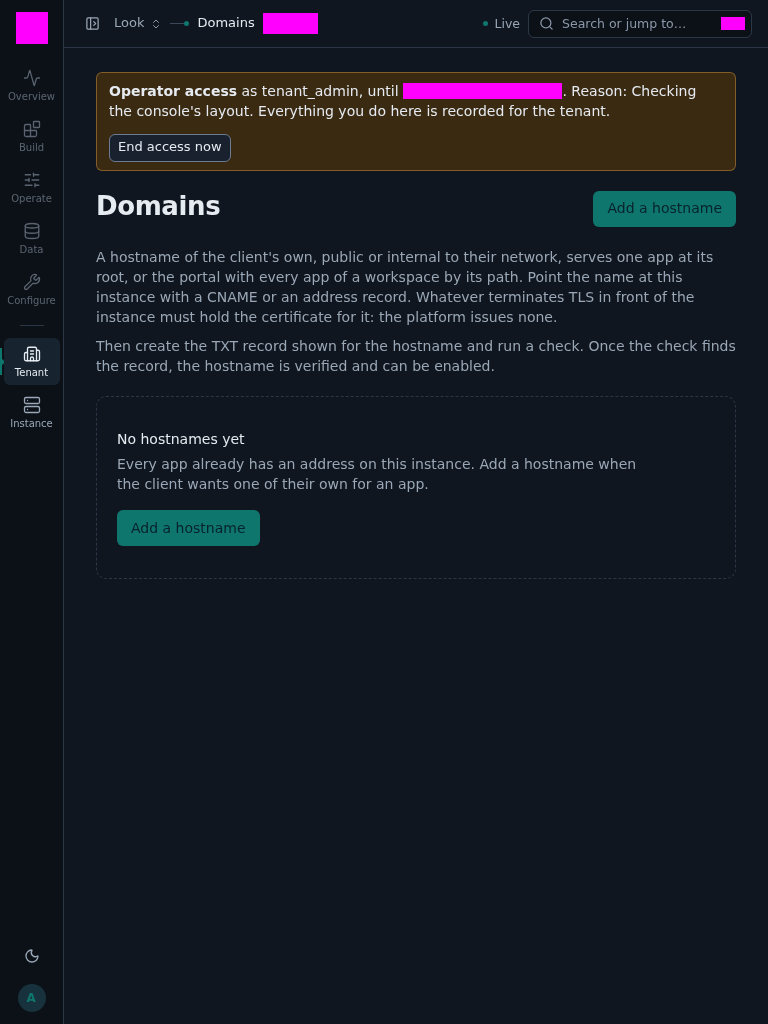 Look
Domains
Live
Search or jump to...
Overview
Build
Operate
Data
Configure
Tenant
Instance
A
Operator access as tenant_admin, until . Reason: Checking
the console's layout. Everything you do here is recorded for the tenant.
End access now
Domains
Add a hostname
A hostname of the client's own, public or internal to their network, serves one app at its
root, or the portal with every app of a workspace by its path. Point the name at this
instance with a CNAME or an address record. Whatever terminates TLS in front of the
instance must hold the certificate for it: the platform issues none.
Then create the TXT record shown for the hostname and run a check. Once the check finds
the record, the hostname is verified and can be enabled.
No hostnames yet
Every app already has an address on this instance. Add a hostname when
the client wants one of their own for an app.
Add a hostname